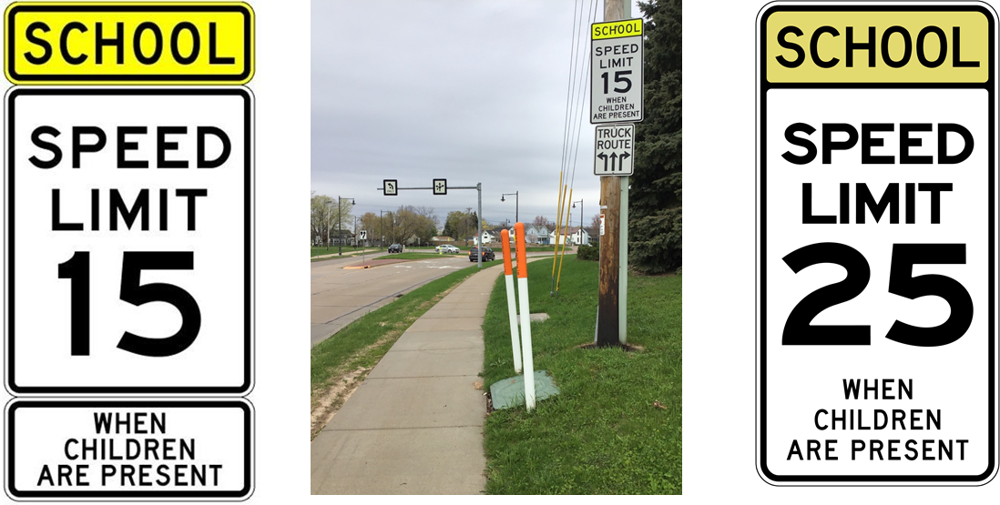 SCHOOL
SPEED
LIMIT
15
WHEN
CHILDREN
ARE PRESENT
SCHOOL
SPEED
LIMIT
15
WHEN
CHILDREN
ARE PRESENT
TRUCK
ROUTE
SCHOOL
SPEED
LIMIT
25
WHEN
CHILDREN
ARE PRESENT